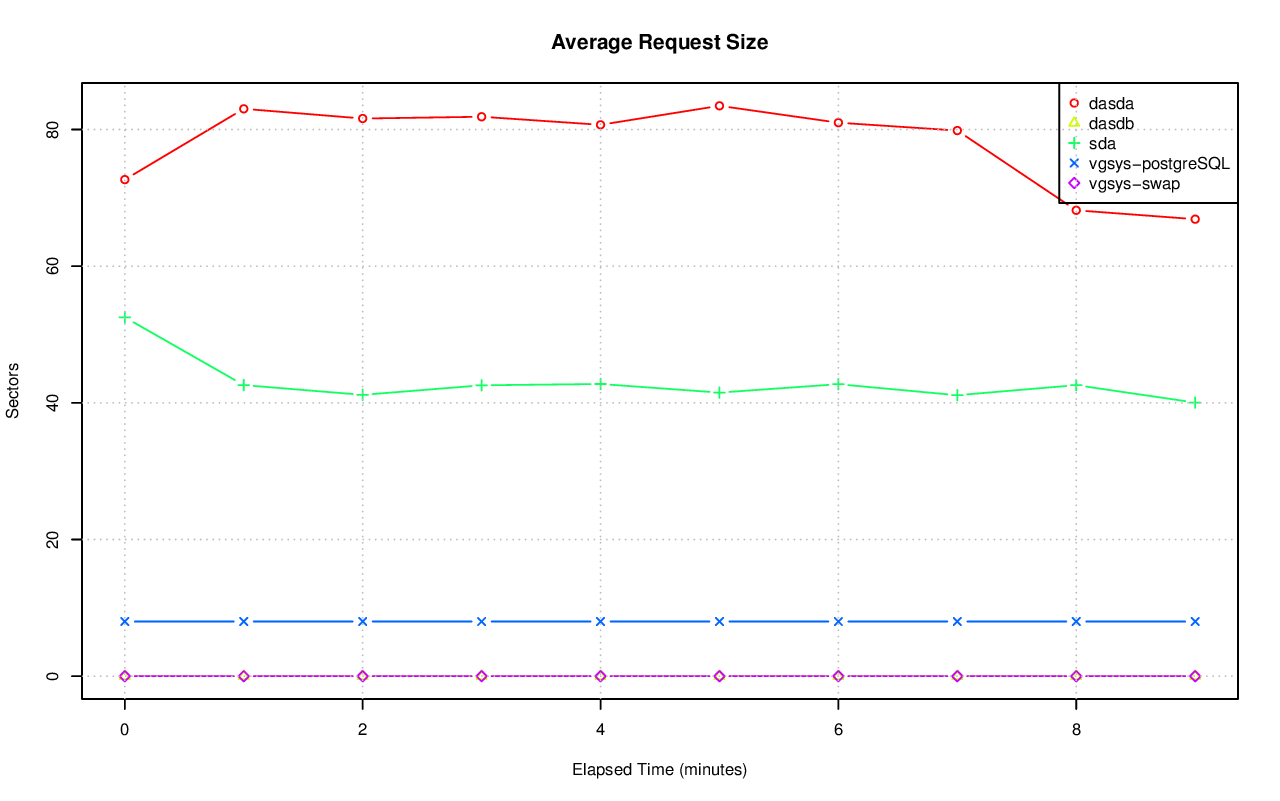 Average Request Size
dasda
dasdb
sda
vgsys−postgreSQL
vgsys−swap
80
60
40
20
0
Sectors
0 2 4 6 8
Elapsed Time (minutes)